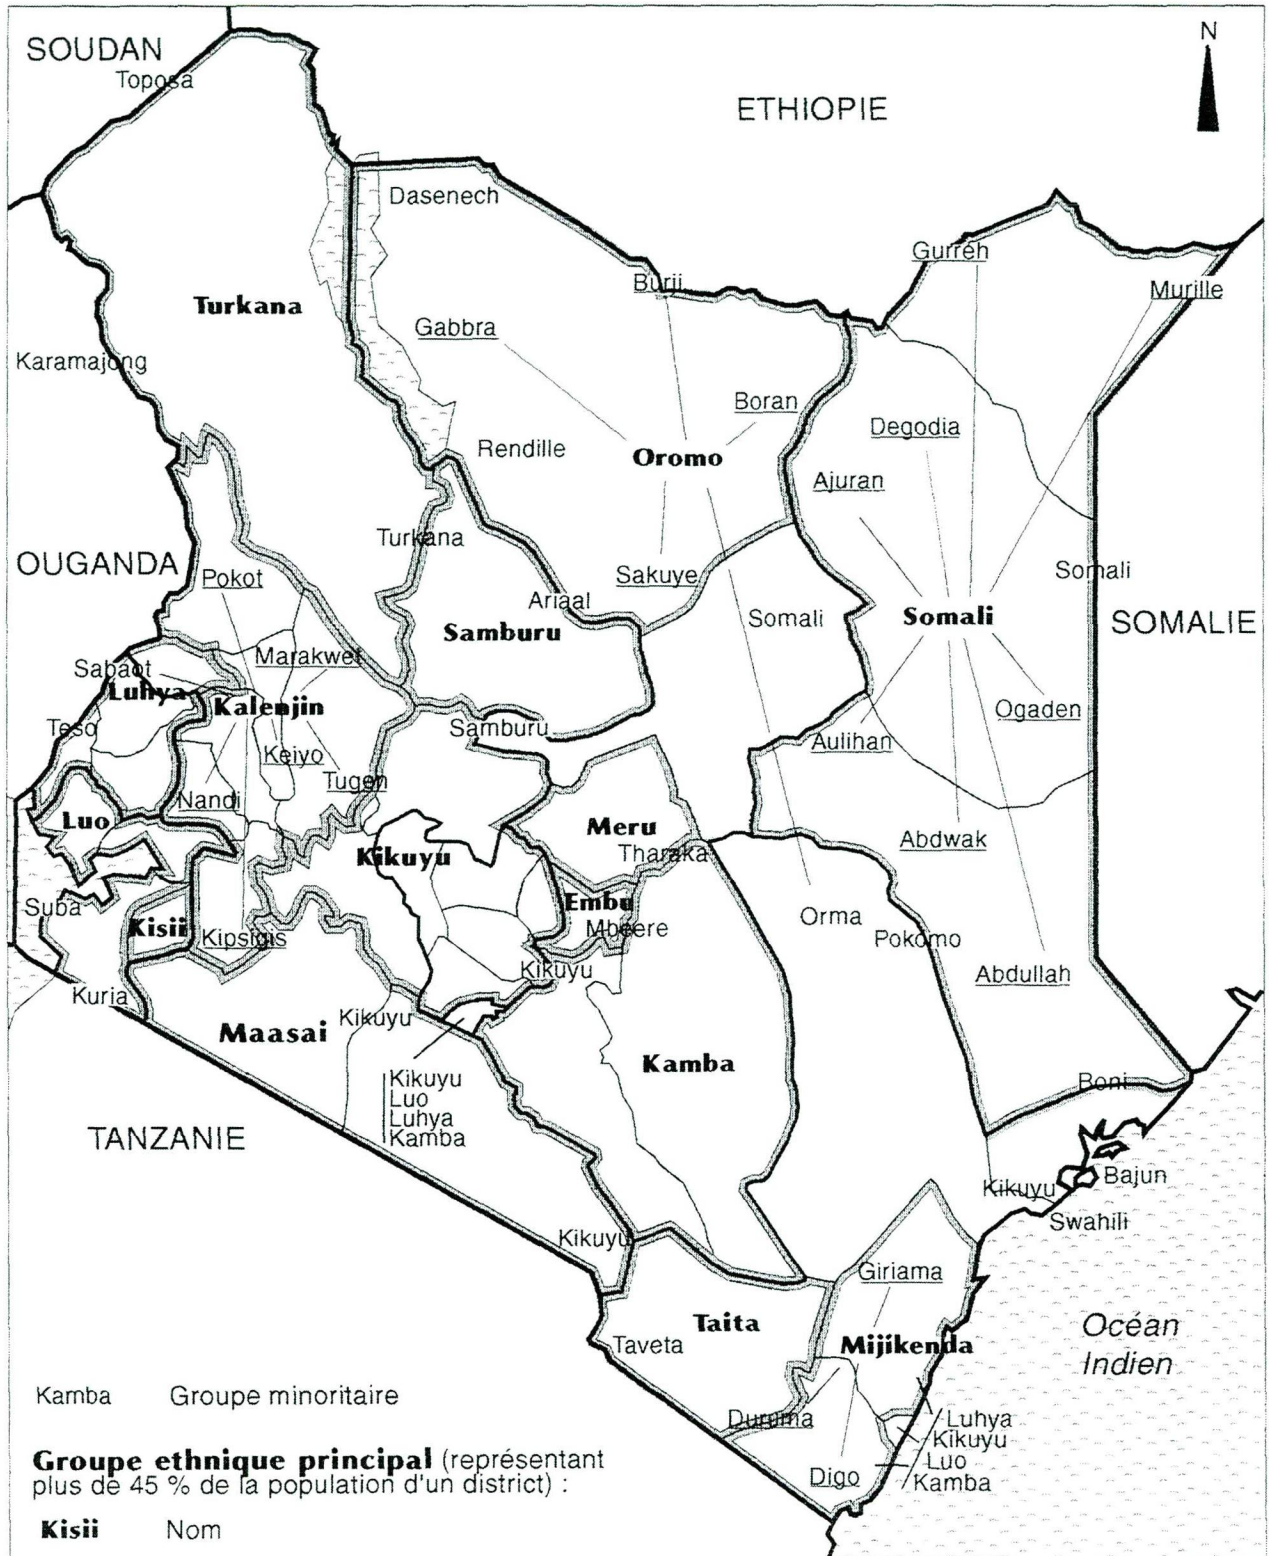 SOUDAN
Toposa
N
ETHIOPIE
Dasenech
Gurreh
Burji
Murille
Turkana
Gabbra
Karamajong
Boran
Degodia
Rendille
Oromo
Ajuran
Turkana
OUGANDA
Pokot
Sakuye
Somali
Ariaal
Somali
Somali
SOMALIE
Samburu
Marakwet
Sabaot
Luhya
Kalenjin
Ogaden
Teso
Samburu
Aulihan
Keiyo
Tugen
Nandi
Luo
Meru
Abdwak
Kikuyu
Tharaka
Suba
Embu
Orma
Kisii
Mbeere
Kipsigis
Pokomo
Kikuyu
Abdullah
Kuria
Kikuyu
Maasai
Kamba
Kikuyu
Luo
Luhya
Kamba
Boni
TANZANIE
Bajun
Kikuyu
Swahili
Kikuyu
Giriama
Taita
Océan
Indien
Taveta
Mijikenda
Kamba Groupe minoritaire
Duruma
Luhya
Kikuyu
Luo
Kamba
Digo
Groupe ethnique principal (représentant
plus de 45 % de la population d'un district) :
Kisii Nom